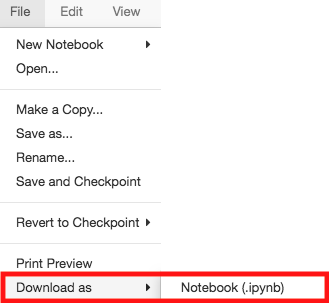 File Edit View
New Notebook
Open...
Make a Copy...
Save as...
Rename...
Save and Checkpoint
Revert to Checkpoint
Print Preview
Download as Notebook (.ipynb)